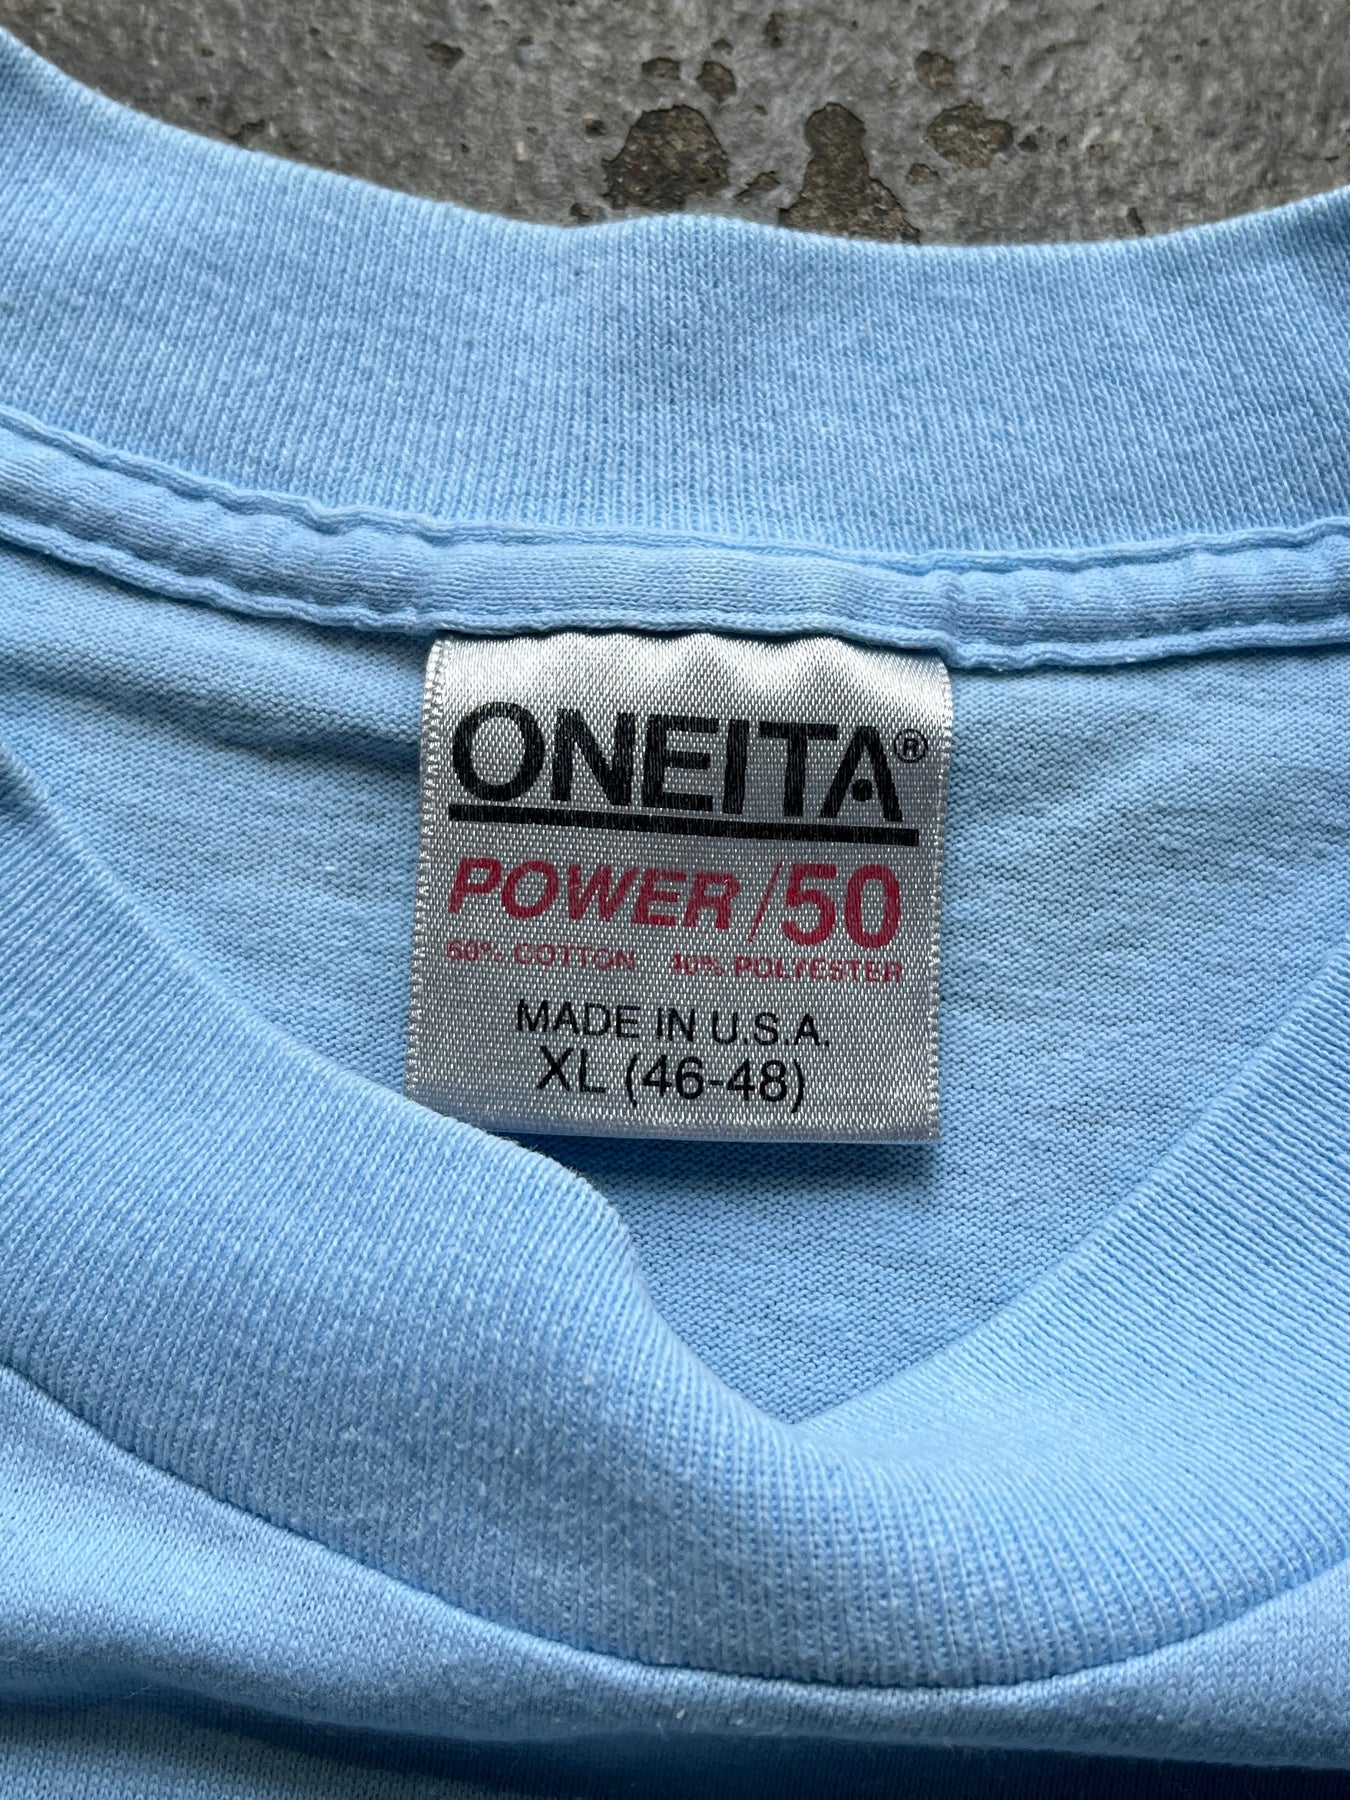 ONEITA®
POWER/50
60% COTTON 40% POLYESTER
MADE IN U.S.A.
XL (46-48)